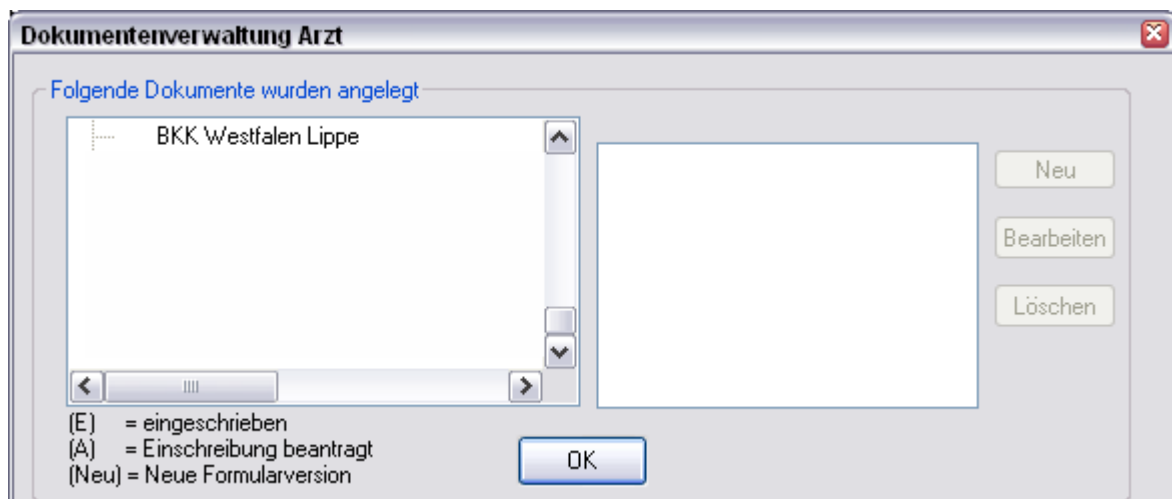 Dokumentenverwaltung Arzt
Folgende Dokumente wurden angelegt
BKK Westfalen Lippe
Neu
Bearbeiten
Löschen
(E) = eingeschrieben
(A) = Einschreibung beantragt
(Neu) = Neue Formularversion
OK